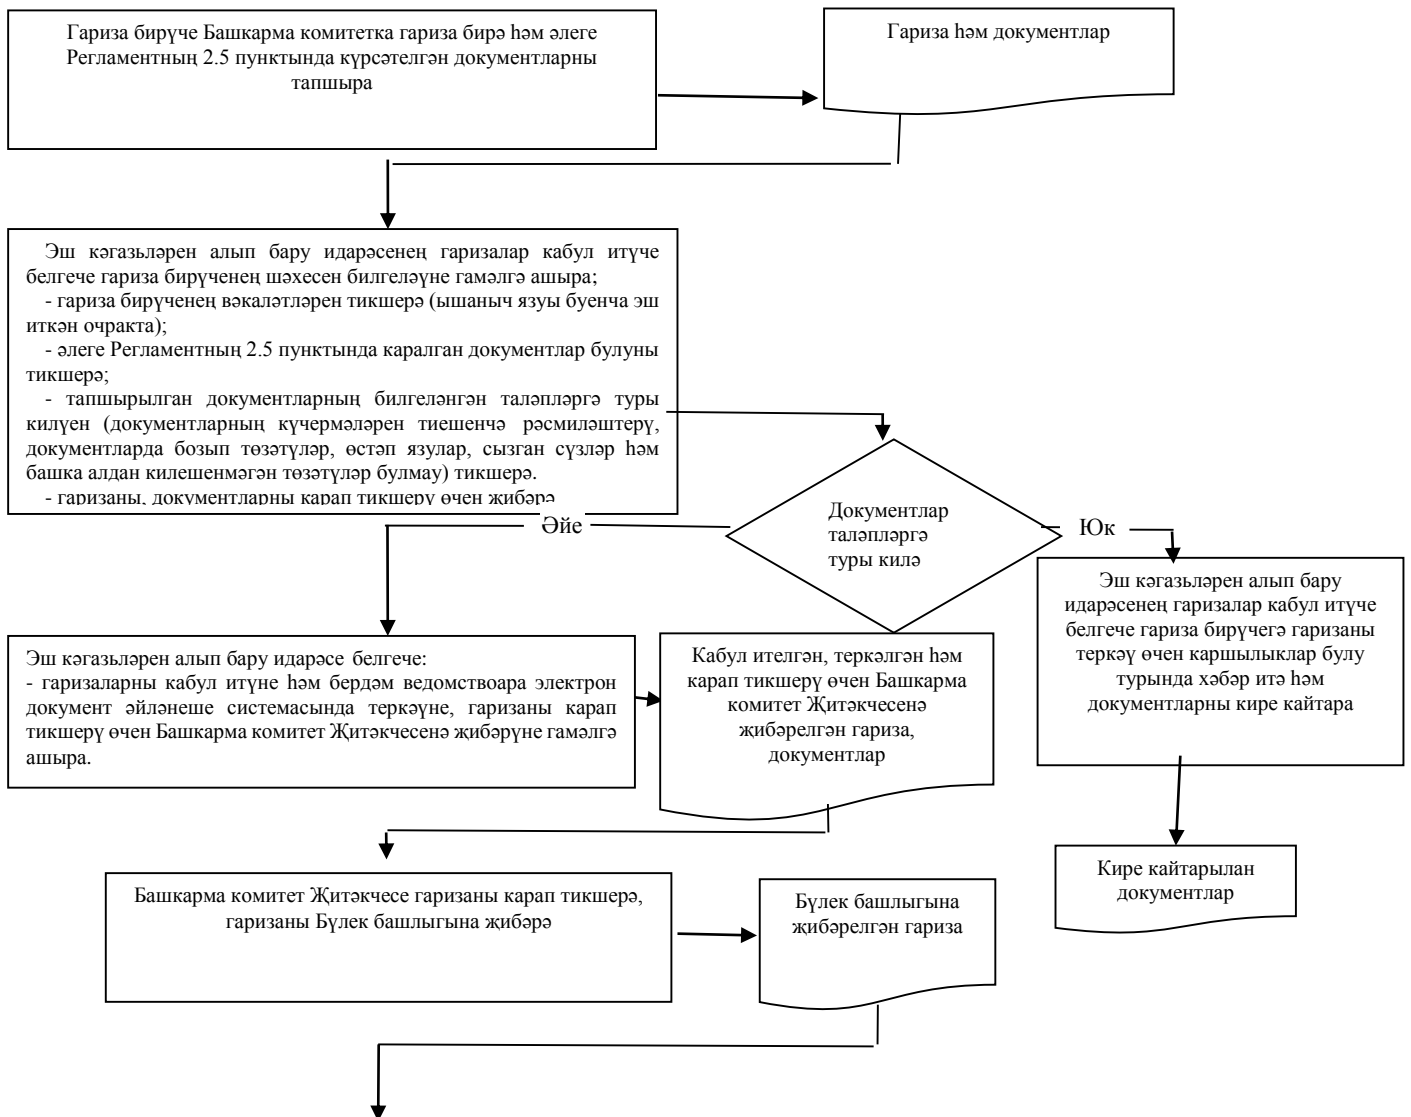 Гариза бирүче Башкарма комитетка гариза бирә һәм әлеге
Регламентның 2.5 пунктында күрсәтелгән документларны
тапшыра
Гариза һәм документлар
Эш кәгазьләрен алып бару идарәсенең гаризалар кабул итүче
белгече гариза бирүченең шәхесен билгеләүне гамәлгә ашыра;
- гариза бирүченең вәкаләтләрен тикшерә (ышаныч язуы буенча эш
иткән очракта);
- әлеге Регламентның 2.5 пунктында каралган документлар булуны
тикшерә;
- тапшырылган документларның билгеләнгән таләпләргә туры
килүен (документларның күчермәләрен тиешенчә рәсмиләштерү,
документларда бозып төзәтүләр, өстәп язулар, сызган сүзләр һәм
башка алдан килешенмәгән төзәтүләр булмау) тикшерә.
- гаризаны, документларны карап тикшерү өчен җибәрә
Документлар
таләпләргә
туры килә
Әйе
Юк
Эш кәгазьләрен алып бару
идарәсенең гаризалар кабул итүче
белгече гариза бирүчегә гаризаны
теркәү өчен каршылыклар булу
турында хәбәр итә һәм
документларны кире кайтара
Эш кәгазьләрен алып бару идарәсе белгече:
- гаризаларны кабул итүне һәм бердәм ведомствоара электрон
документ әйләнеше системасында теркәүне, гаризаны карап
тикшерү өчен Башкарма комитет Җитәкчесенә җибәрүне гамәлгә
ашыра.
Кабул ителгән, теркәлгән һәм
карап тикшерү өчен Башкарма
комитет Җитәкчесенә
җибәрелгән гариза,
документлар
Кире кайтарылан
документлар
Башкарма комитет Җитәкчесе гаризаны карап тикшерә,
гаризаны Бүлек башлыгына җибәрә
Бүлек башлыгына
җибәрелгән гариза